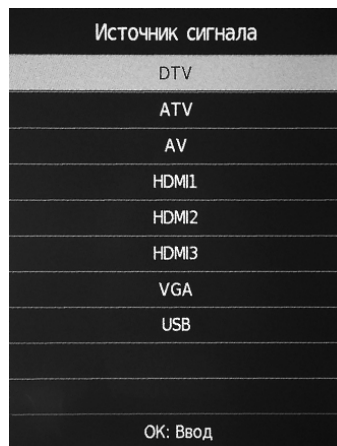 Источник сигнала
DTV
ATV
AV
HDMI1
HDMI2
HDMI3
VGA
USB
OK: Ввод